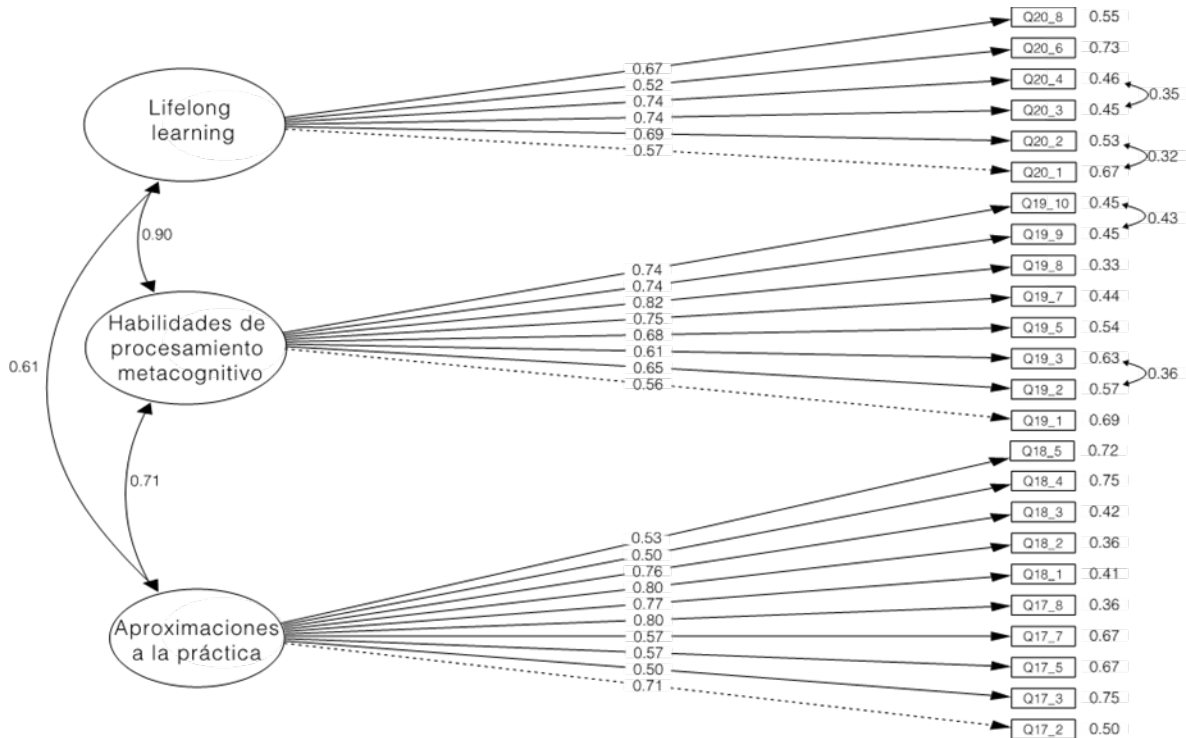 Lifelong
learning
Habilidades de
procesamiento
metacognitivo
Aproximaciones
a la práctica
0.90
0.61
0.71
0.67
0.52
0.74
0.74
0.69
0.57
0.74
0.74
0.82
0.75
0.68
0.61
0.65
0.56
0.53
0.50
0.76
0.80
0.77
0.80
0.57
0.57
0.50
0.71
Q20_8 0.55
Q20_6 0.73
Q20_4 0.46
Q20_3 0.45
Q20_2 0.53
Q20_1 0.67
Q19_10 0.45
Q19_9 0.45
Q19_8 0.33
Q19_7 0.44
Q19_5 0.54
Q19_3 0.63
Q19_2 0.57
Q19_1 0.69
Q18_5 0.72
Q18_4 0.75
Q18_3 0.42
Q18_2 0.36
Q18_1 0.41
Q17_8 0.36
Q17_7 0.67
Q17_5 0.67
Q17_3 0.75
Q17_2 0.50
0.35
0.32
0.43
0.36